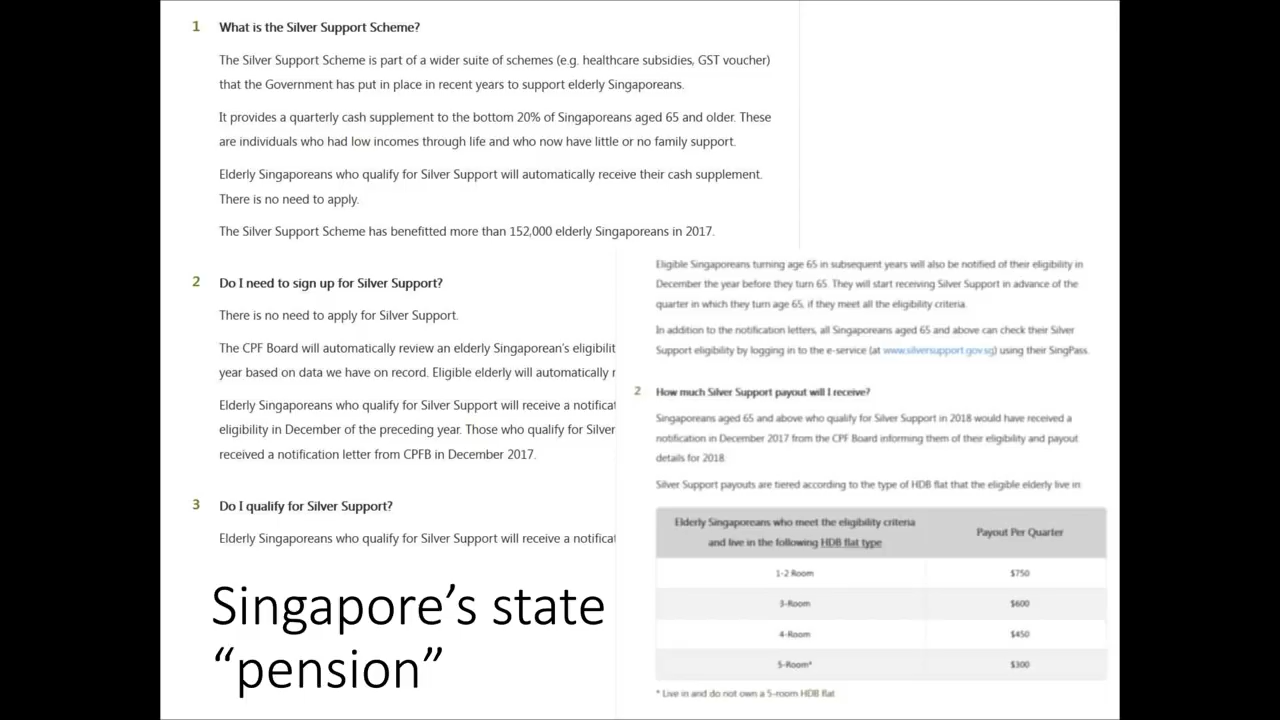 1 What is the Silver Support Scheme?
The Silver Support Scheme is part of a wider suite of schemes (e.g. healthcare subsidies, GST voucher)
that the Government has put in place in recent years to support elderly Singaporeans.
It provides a quarterly cash supplement to the bottom 20% of Singaporeans aged 65 and older. These
are individuals who had low incomes through life and who now have little or no family support.
Elderly Singaporeans who qualify for Silver Support will automatically receive their cash supplement.
There is no need to apply.
The Silver Support Scheme has benefitted more than 152,000 elderly Singaporeans in 2017.
2 Do I need to sign up for Silver Support?
There is no need to apply for Silver Support.
The CPF Board will automatically review an elderly Singaporean's eligibilit
year based on data we have on record. Eligible elderly will automatically r
Elderly Singaporeans who qualify for Silver Support will receive a notificat
eligibility in December of the preceding year. Those who qualify for Silver
received a notification letter from CPFB in December 2017.
3 Do I qualify for Silver Support?
Elderly Singaporeans who qualify for Silver Support will receive a notificat
Singapore’s state
“pension”
Eligible Singaporeans turning age 65 in subsequent years will also be notified of their eligibility in
December the year before they turn 65. They will start receiving Silver Support in advance of the
quarter in which they turn age 65, if they meet all the eligibility criteria.
In addition to the notification letters, all Singaporeans aged 65 and above can check their Silver
Support eligibility by logging in to the e-service (at www.silversupport.gov.sg) using their SingPass.
2 How much Silver Support payout will I receive?
Singaporeans aged 65 and above who qualify for Silver Support in 2018 would have received a
notification in December 2017 from the CPF Board informing them of their eligibility and payout
details for 2018
Silver Support payouts are tiered according to the type of HDB flat that the eligible elderly live in
Elderly Singaporeans who meet the eligibility criteria
and live in the following HDB flat type
Payout Per Quarter
1-2 Room $750
3-Room $600
4-Room $450
5-Room* $300
* Live in and do not own a 5-room HDB flat